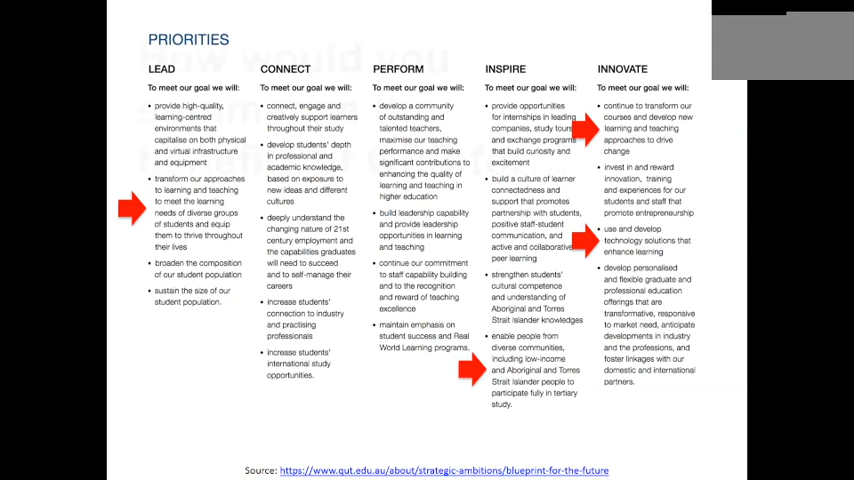 PRIORITIES
LEAD
To meet our goal we will:
• provide high-quality,
learning-centred
environments that
capitalise on both physical
and virtual infrastructure
and equipment
• transform our approaches
to learning and teaching
to meet the learning
needs of diverse groups
of students and equip
them to thrive throughout
their lives
• broaden the composition
of our student population
• sustain the size of our
student population.
CONNECT
To meet our goal we will:
• connect, engage and
creatively support learners
throughout their study
• develop students' depth
in professional and
academic knowledge,
based on exposure to
new ideas and different
cultures
• deeply understand the
changing nature of 21st
century employment and
the capabilities graduates
will need to succeed
and to self-manage their
careers
• increase students'
connection to industry
and practising
professionals
• increase students'
international study
opportunities.
PERFORM
To meet our goal we will:
• develop a community
of outstanding and
talented teachers,
maximise our teaching
performance and make
significant contributions to
enhancing the quality of
learning and teaching in
higher education
• build leadership capability
and provide leadership
opportunities in learning
and teaching
• continue our commitment
to staff capability building
and to the recognition
and reward of teaching
excellence
• maintain emphasis on
student success and Real
World Learning programs.
INSPIRE
To meet our goal we will:
• provide opportunities
for internships in leading
companies, study tours
and exchange programs
that build curiosity and
excitement
• build a culture of learner
connectedness and
support that promotes
partnership with students,
positive staff-student
communication, and
active and collaborative
peer learning
• strengthen students'
cultural competence
and understanding of
Aboriginal and Torres
Strait Islander knowledges
• enable people from
diverse communities,
including low-income
and Aboriginal and Torres
Strait Islander people to
participate fully in tertiary
study.
INNOVATE
To meet our goal we will:
• continue to transform our
courses and develop new
learning and teaching
approaches to drive
change
• invest in and reward
innovation, training
and experiences for our
students and staff that
promote entrepreneurship
• use and develop
technology solutions that
enhance learning
• develop personalised
and flexible graduate and
professional education
offerings that are
transformative, responsive
to market need, anticipate
developments in industry
and the professions, and
foster linkages with our
domestic and international
partners.
How would you
Source: https://www.qut.edu.au/about/strategic-ambitions/blueprint-for-the-future